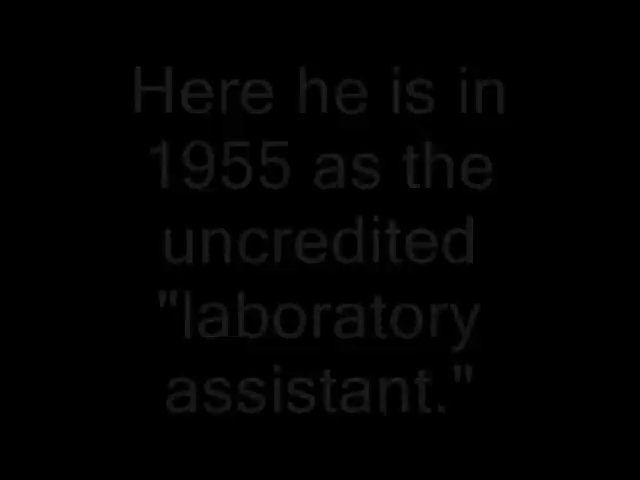 Here he is in
1955 as the
uncredited
"laboratory
assistant."